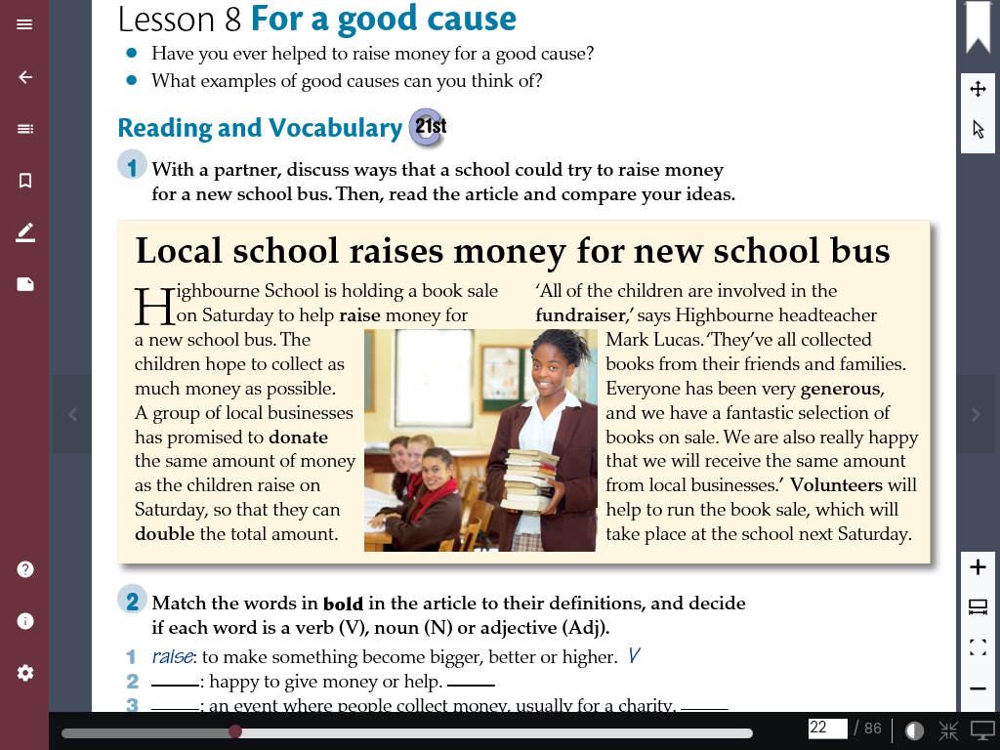 Lesson 8 For a good cause
Have you ever helped to raise money for a good cause?
What examples of good causes can you think of?
Reading and Vocabulary 21st
1 With a partner, discuss ways that a school could try to raise money
for a new school bus. Then, read the article and compare your ideas.
Local school raises money for new school bus
Highbourne School is holding a book sale
on Saturday to help raise money for
a new school bus. The
children hope to collect as
much money as possible.
A group of local businesses
has promised to donate
the same amount of money
as the children raise on
Saturday, so that they can
double the total amount.
‘All of the children are involved in the
fundraiser,’ says Highbourne headteacher
Mark Lucas. ‘They’ve all collected
books from their friends and families.
Everyone has been very generous,
and we have a fantastic selection of
books on sale. We are also really happy
that we will receive the same amount
from local businesses.’ Volunteers will
help to run the book sale, which will
take place at the school next Saturday.
2 Match the words in bold in the article to their definitions, and decide
if each word is a verb (V), noun (N) or adjective (Adj).
1 raise: to make something become bigger, better or higher. V
2 _____: happy to give money or help. _____
3 _____: an event where people collect money, usually for a charity. _____
22 / 86